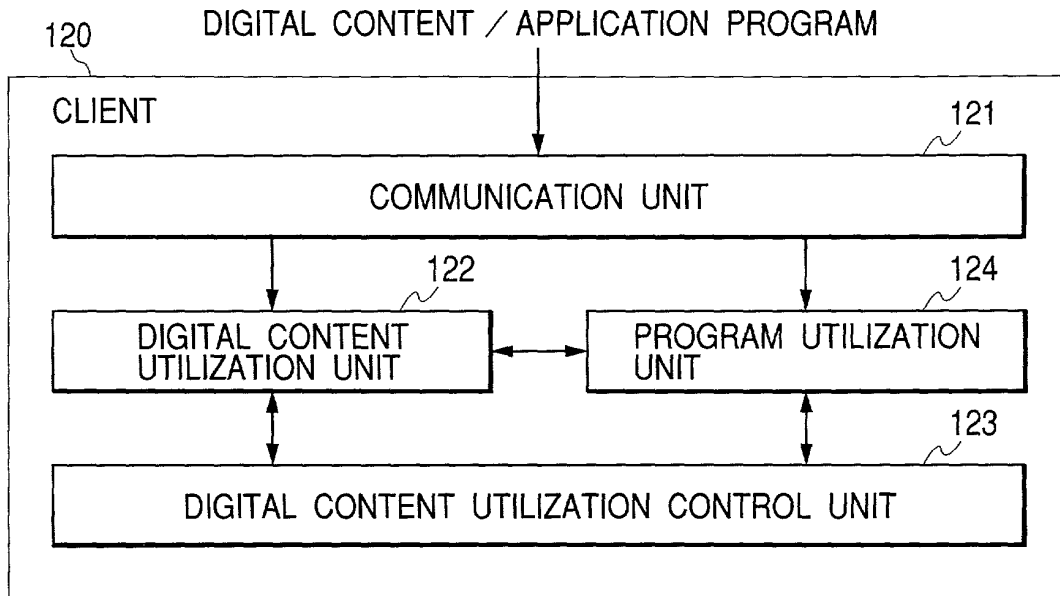 DIGITAL CONTENT / APPLICATION PROGRAM
120
CLIENT
121
COMMUNICATION UNIT
122
124
DIGITAL CONTENT
UTILIZATION UNIT
PROGRAM UTILIZATION
UNIT
123
DIGITAL CONTENT UTILIZATION CONTROL UNIT